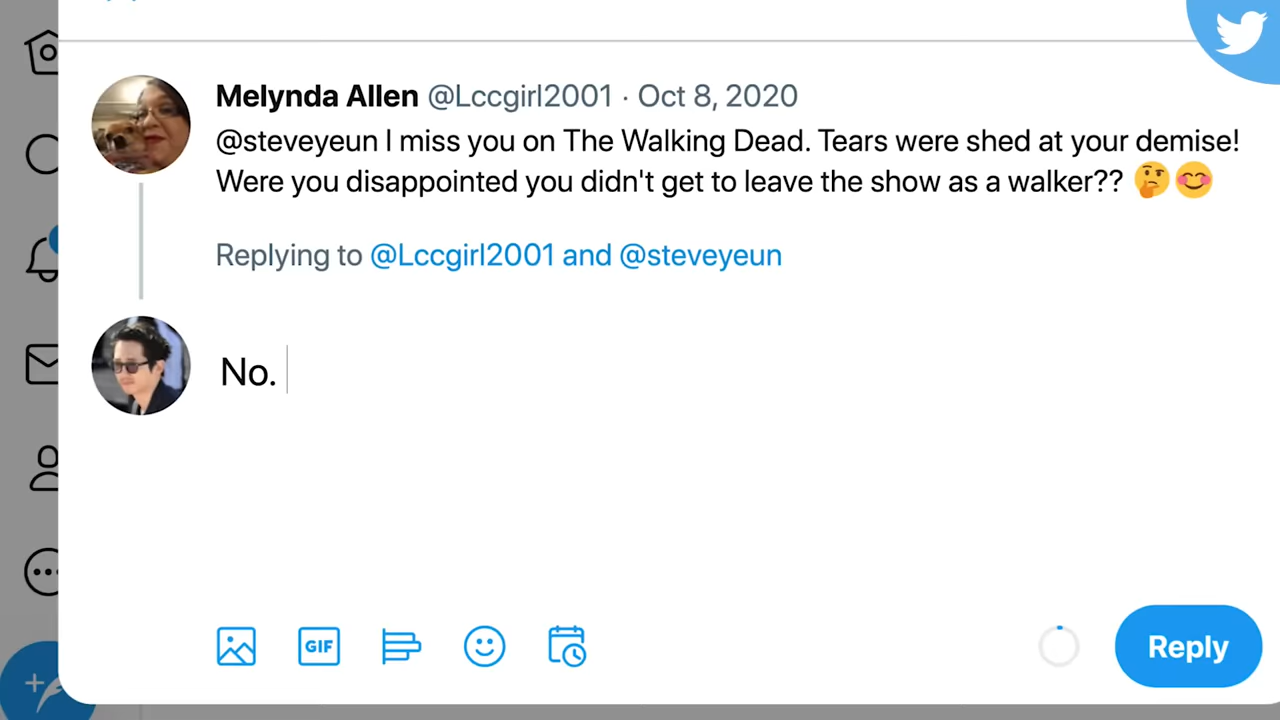 Melynda Allen @Lccgirl2001 · Oct 8, 2020
@steveyeun I miss you on The Walking Dead. Tears were shed at your demise!
Were you disappointed you didn't get to leave the show as a walker?? 🤔😊
Replying to @Lccgirl2001 and @steveyeun
No.
GIF
Reply